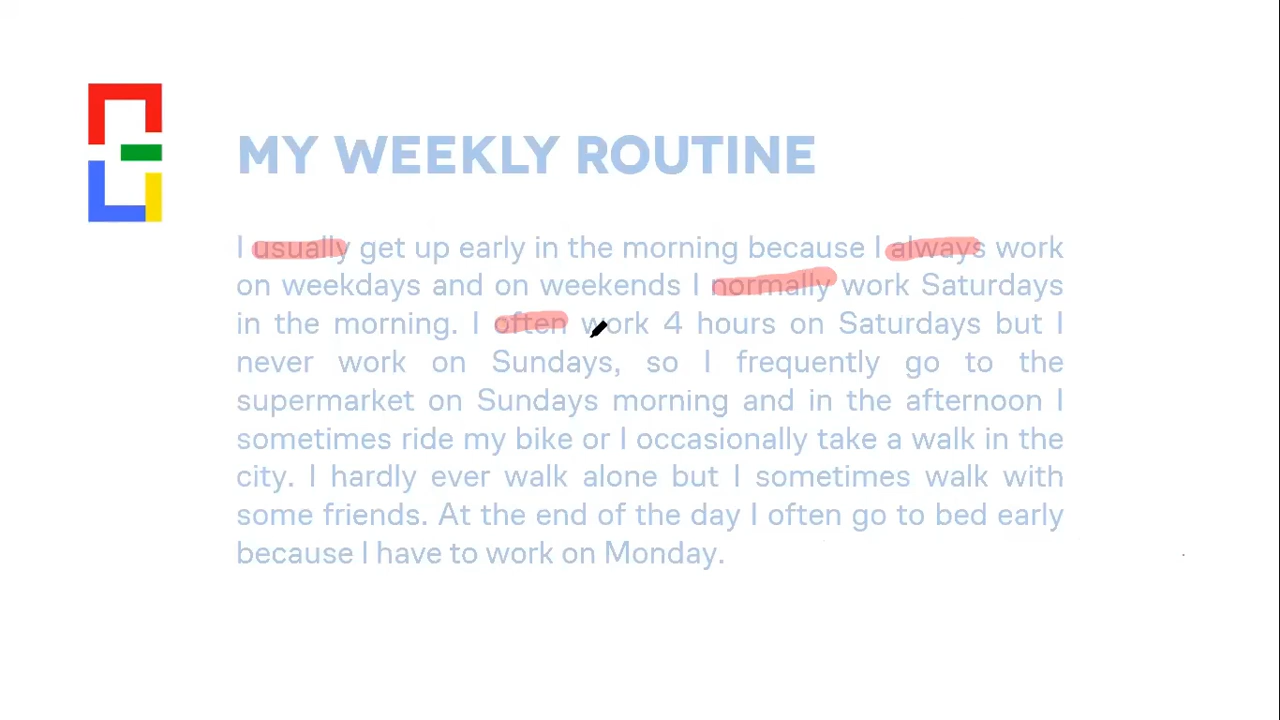 MY WEEKLY ROUTINE
I usually get up early in the morning because I always work
on weekdays and on weekends I normally work Saturdays
in the morning. I often work 4 hours on Saturdays but I
never work on Sundays, so I frequently go to the
supermarket on Sundays morning and in the afternoon I
sometimes ride my bike or I occasionally take a walk in the
city. I hardly ever walk alone but I sometimes walk with
some friends. At the end of the day I often go to bed early
because I have to work on Monday.